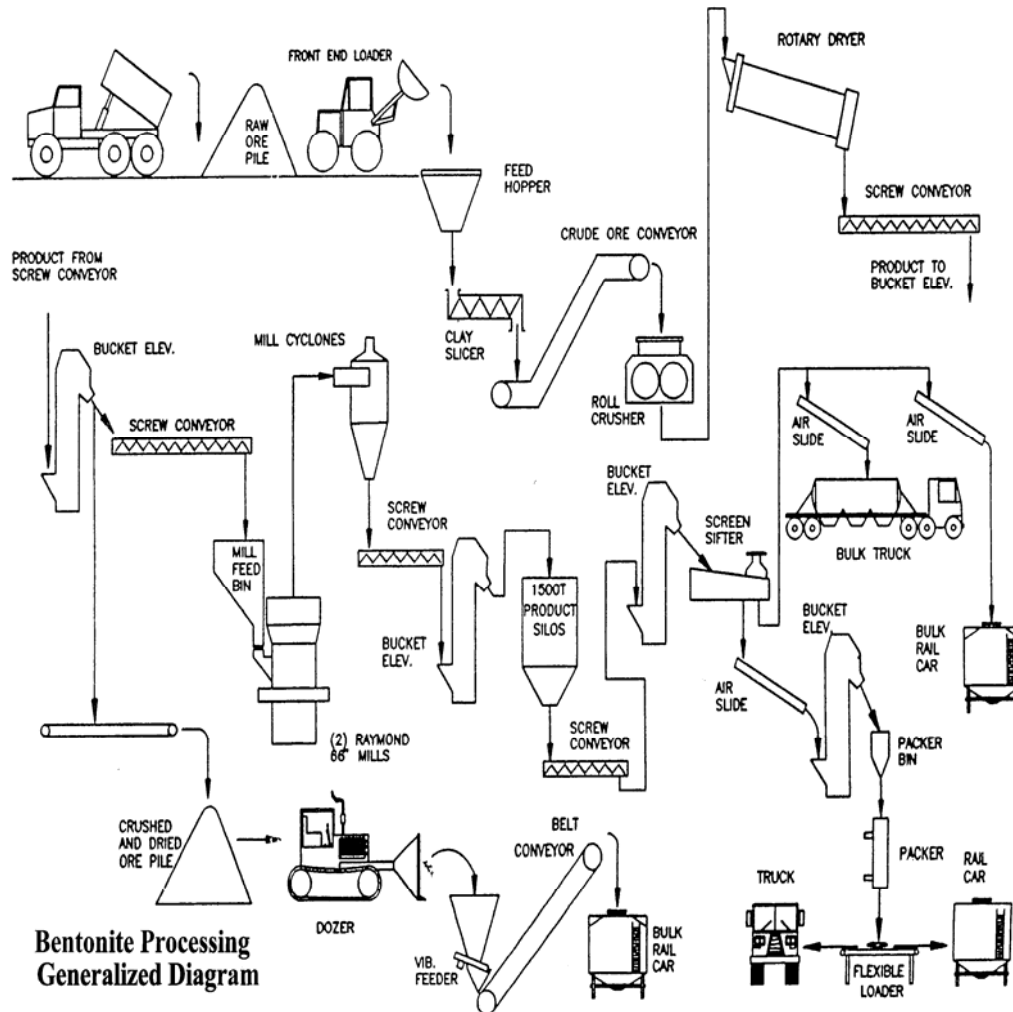 ROTARY DRYER
FRONT END LOADER
RAW
ORE
PILE
FEED
HOPPER
SCREW CONVEYOR
CRUDE ORE CONVEYOR
PRODUCT FROM
SCREW CONVEYOR
PRODUCT TO
BUCKET ELEV.
CLAY
SLICER
MILL CYCLONES
BUCKET ELEV.
ROLL
CRUSHER
AIR
SLIDE
AIR
SLIDE
SCREW CONVEYOR
BUCKET
ELEV.
SCREW
CONVEYOR
SCREEN
SIFTER
BULK TRUCK
MILL
FEED
BIN
1500T
PRODUCT
SILOS
BUCKET
ELEV.
BUCKET
ELEV.
BULK
RAIL
CAR
AIR
SLIDE
SCREW
CONVEYOR
(2) RAYMOND
66" MILLS
PACKER
BIN
CRUSHED
AND DRIED
ORE PILE
BELT
CONVEYOR
PACKER
RAIL
CAR
TRUCK
DOZER
Bentonite Processing
Generalized Diagram
VIB.
FEEDER
BULK
RAIL
CAR
FLEXIBLE
LOADER